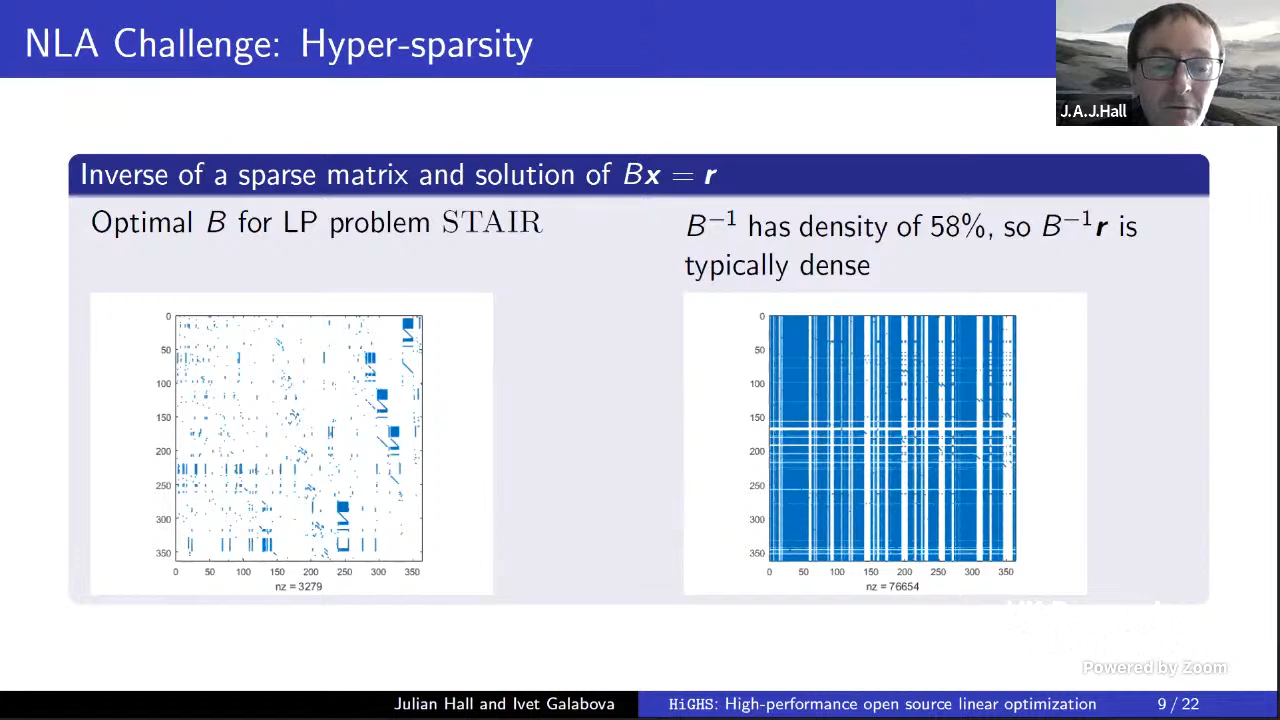 NLA Challenge: Hyper-sparsity
J.A.J.Hall
Inverse of a sparse matrix and solution of Bx = r
Optimal B for LP problem STAIR
B⁻¹ has density of 58%, so B⁻¹r is
typically dense
0
50
100
150
200
250
300
350
0 50 100 150 200 250 300 350
nz = 3279
0
50
100
150
200
250
300
350
0 50 100 150 200 250 300 350
nz = 76654
Powered by Zoom
Julian Hall and Ivet Galabova
HiGHS: High-performance open source linear optimization
9 / 22